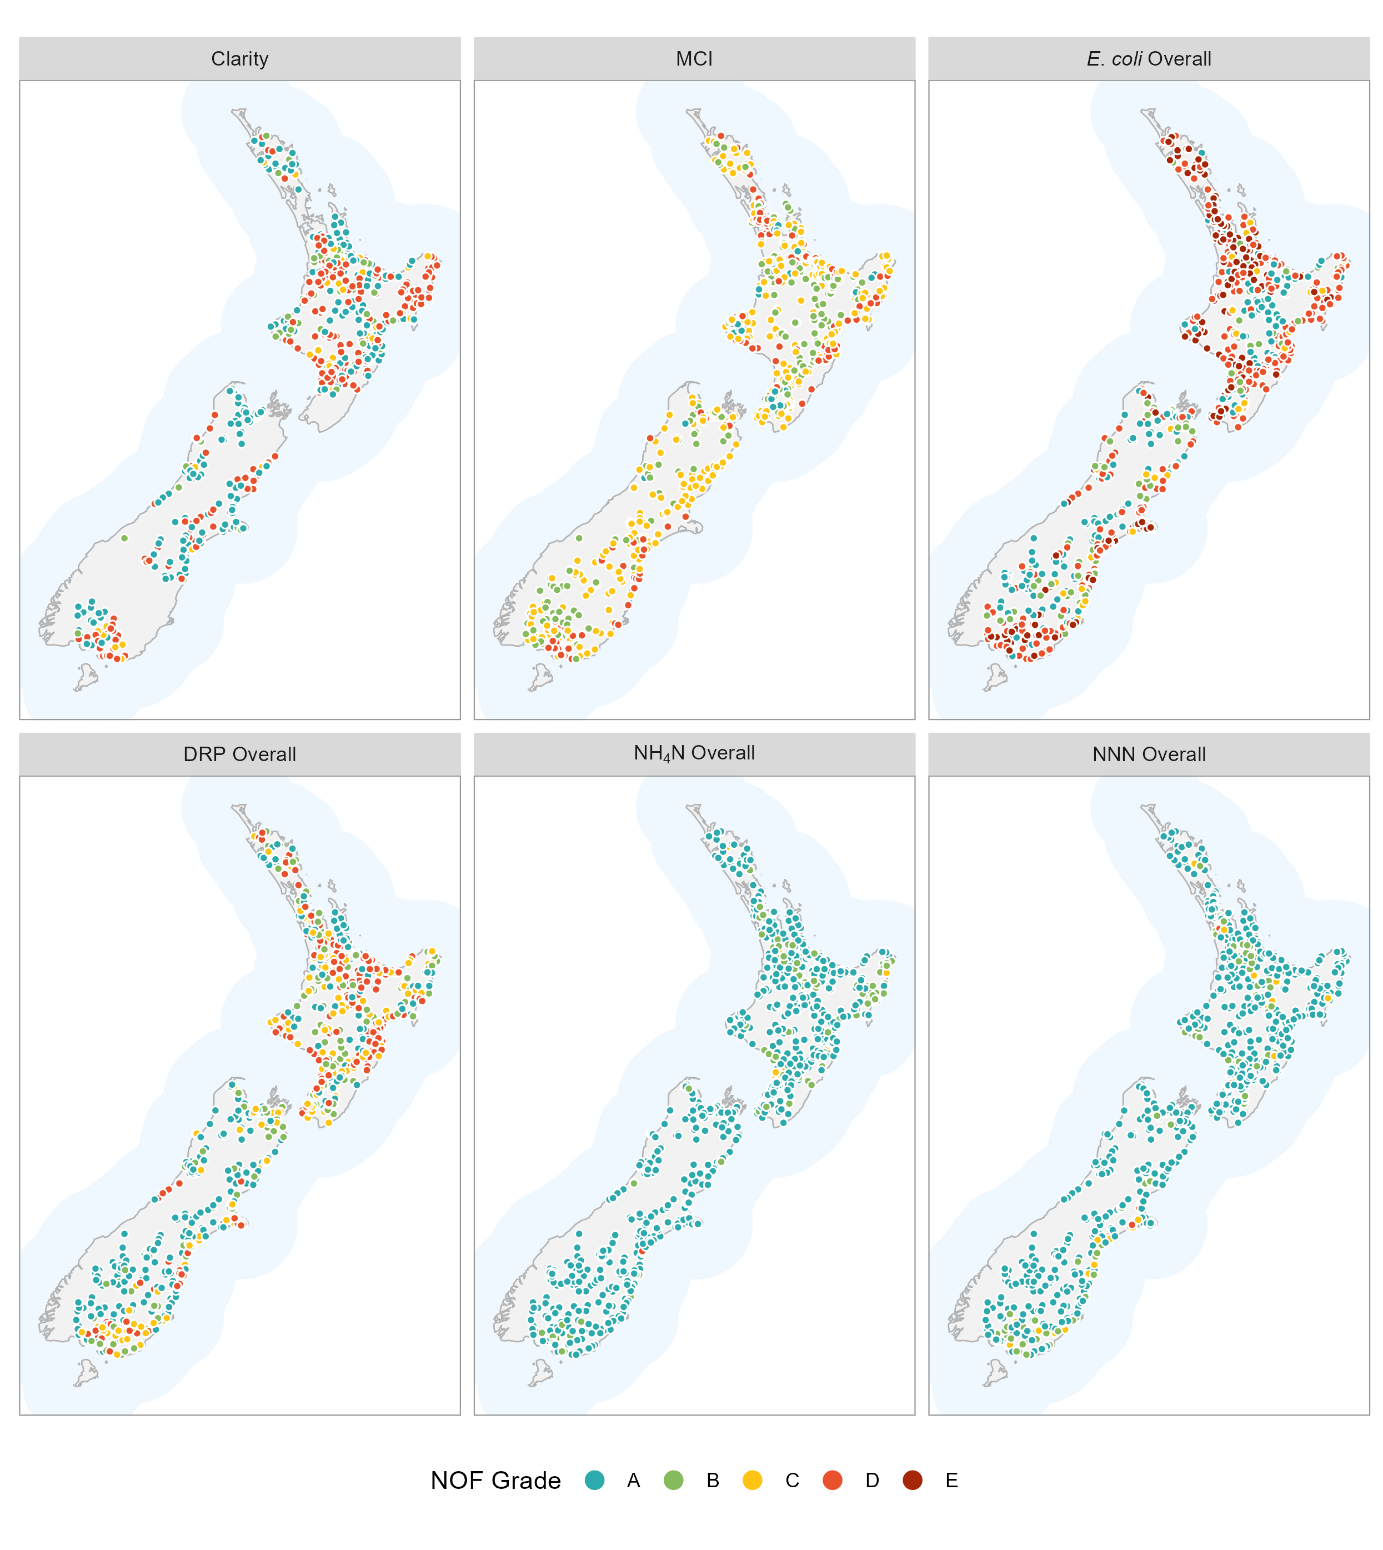 Clarity
MCI
E. coli Overall
DRP Overall
NH₄N Overall
NNN Overall
NOF Grade A B C D E